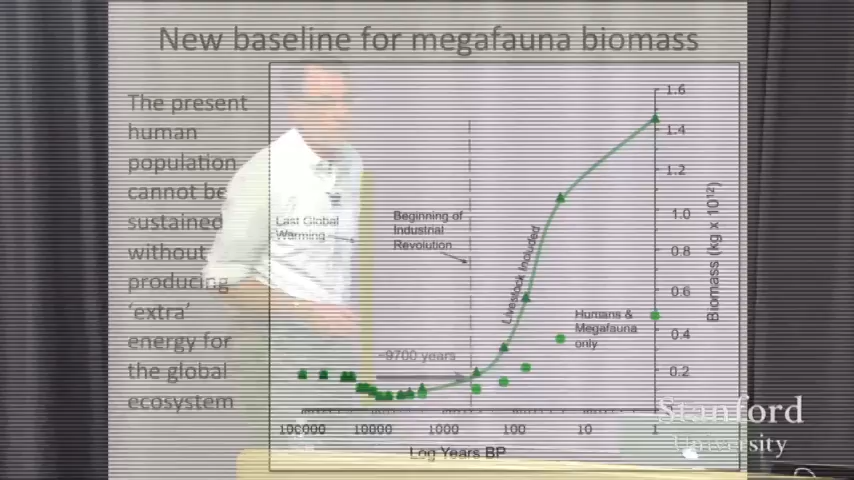 New baseline for megafauna biomass
The present
human
population
cannot be
sustained
without
producing
‘extra’
energy for
the global
ecosystem
Last Global
Warming
Beginning of
Industrial
Revolution
~9700 years
Livestock Included
Humans &
Megafauna
only
1.6
1.4
1.2
1.0
0.8
0.6
0.4
0.2
Biomass (kg x 10¹²)
100000 10000 1000 100 10 1
Log Years BP
Stanford
University